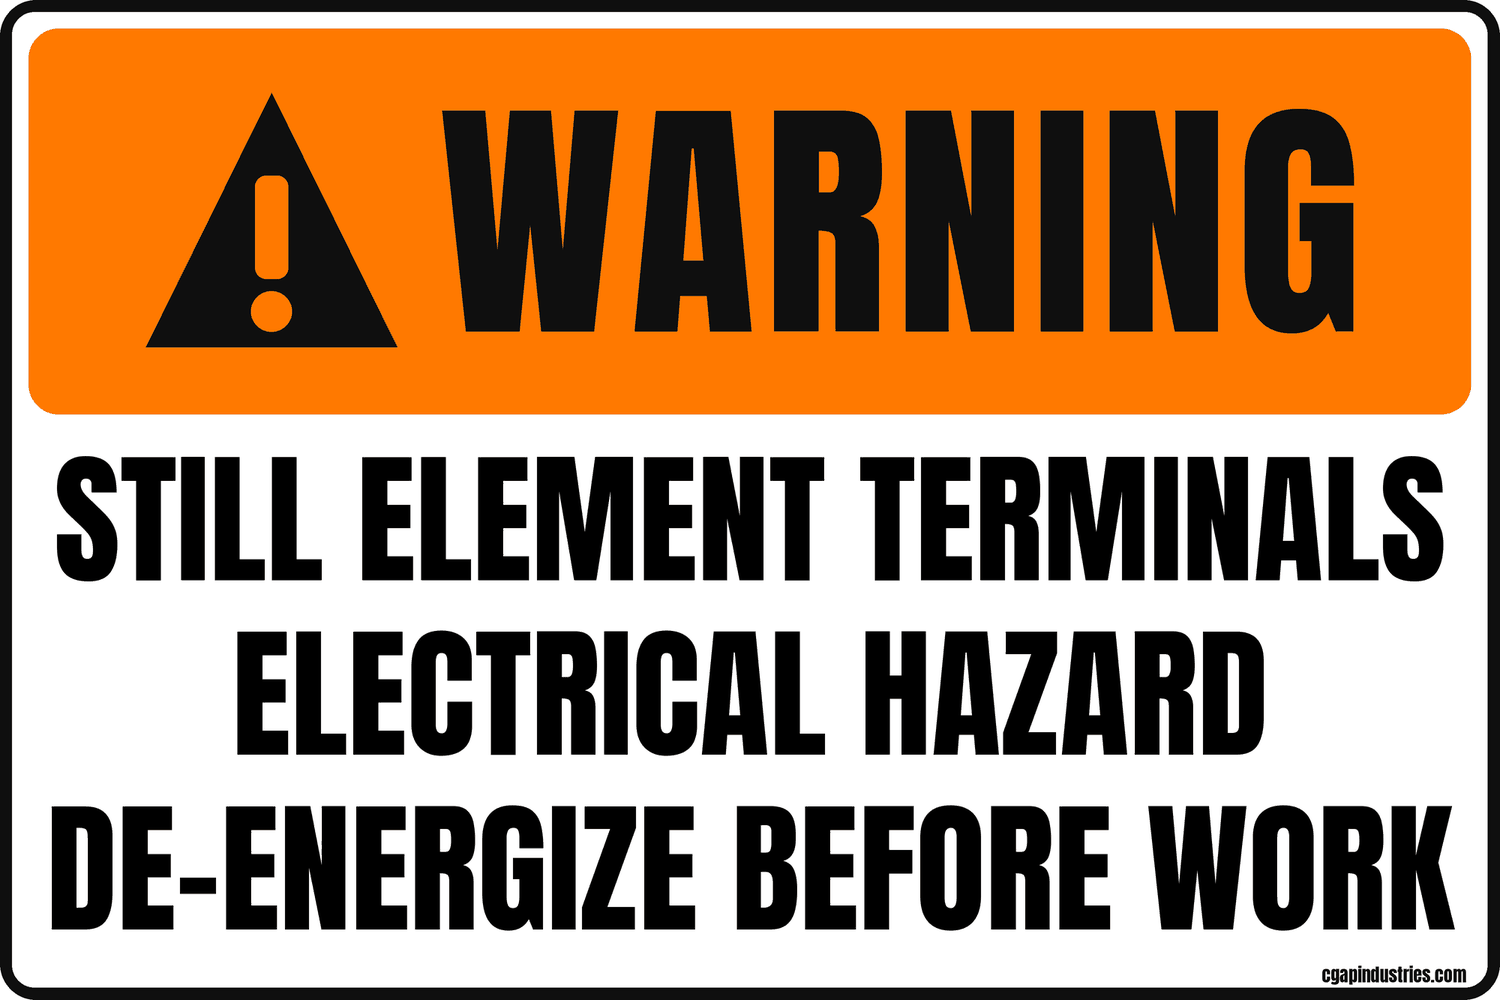 WARNING
STILL ELEMENT TERMINALS
ELECTRICAL HAZARD
DE-ENERGIZE BEFORE WORK
cgapindustries.com